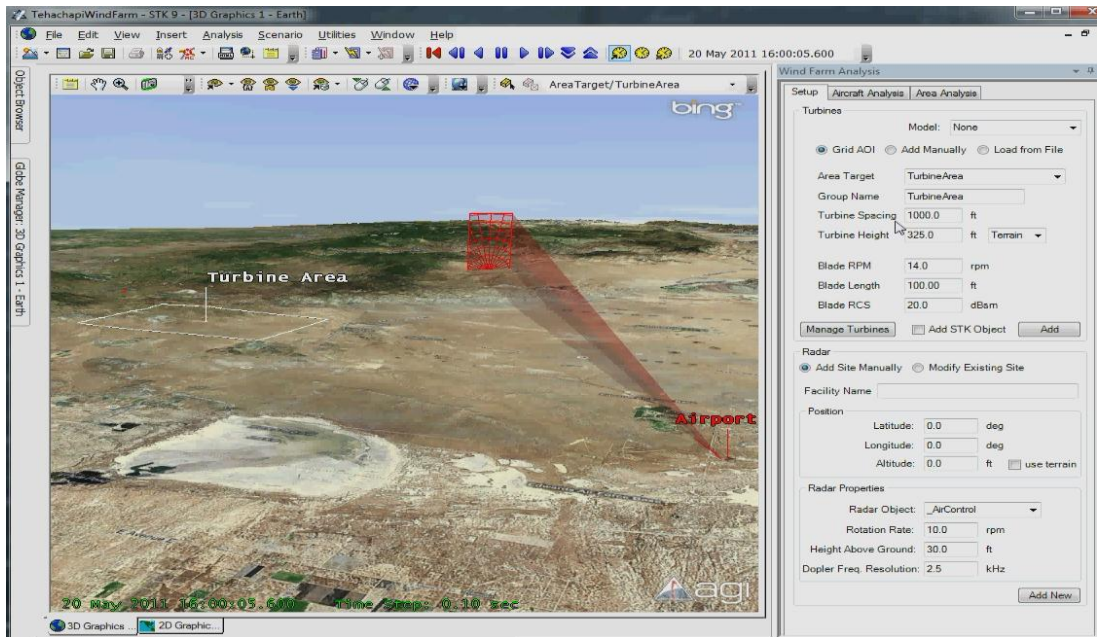 TehachapiWindFarm - STK 9 - [3D Graphics 1 - Earth]
File Edit View Insert Analysis Scenario Utilities Window Help
20 May 2011 16:00:05.600
Object Browser
Globe Manager: 3D Graphics 1 - Earth
AreaTarget/TurbineArea
bing
Turbine Area
Airport
agi
20 May 2011 16:00:05.600 Time Step: 0.10 sec
3D Graphics ... 2D Graphic...
Wind Farm Analysis
Setup Aircraft Analysis Area Analysis
Turbines
Model: None
Grid AOI Add Manually Load from File
Area Target TurbineArea
Group Name TurbineArea
Turbine Spacing 1000.0 ft
Turbine Height 325.0 ft Terrain
Blade RPM 14.0 rpm
Blade Length 100.00 ft
Blade RCS 20.0 dBsm
Manage Turbines Add STK Object Add
Radar
Add Site Manually Modify Existing Site
Facility Name
Position
Latitude: 0.0 deg
Longitude: 0.0 deg
Altitude: 0.0 ft use terrain
Radar Properties
Radar Object: _AirControl
Rotation Rate: 10.0 rpm
Height Above Ground: 30.0 ft
Dopler Freq. Resolution: 2.5 kHz
Add New